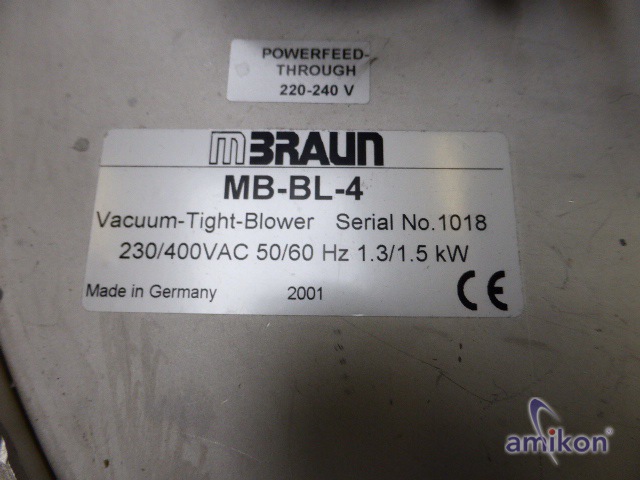 POWERFEED-
THROUGH
220-240 V
mBRAUN
MB-BL-4
Vacuum-Tight-Blower Serial No.1018
230/400VAC 50/60 Hz 1.3/1.5 kW
Made in Germany 2001 CE
amikon